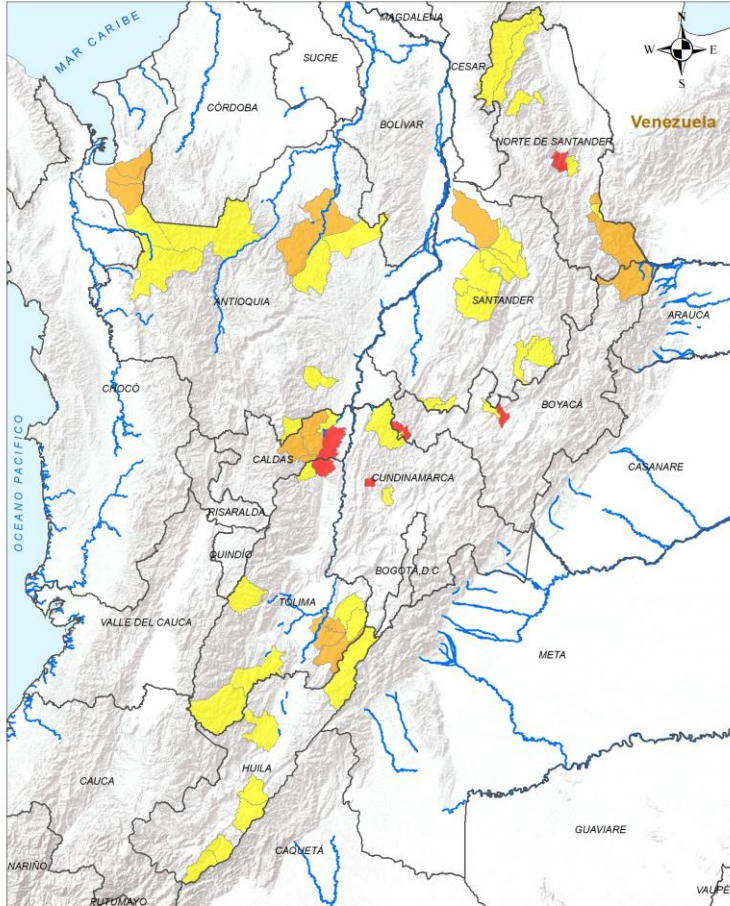 MAGDALENA
N
MAR CARIBE
SUCRE
CESAR
W
E
S
CÓRDOBA
BOLÍVAR
Venezuela
NORTE DE SANTANDER
ANTIOQUIA
SANTANDER
ARAUCA
CHOCÓ
BOYACÁ
OCEANO PACIFICO
CALDAS
CUNDINAMARCA
CASANARE
RISARALDA
QUINDÍO
BOGOTÁ,D.C
TOLIMA
VALLE DEL CAUCA
META
HUILA
CAUCA
GUAVIARE
CAQUETÁ
NARIÑO
PUTUMAYO
VAUPÉ